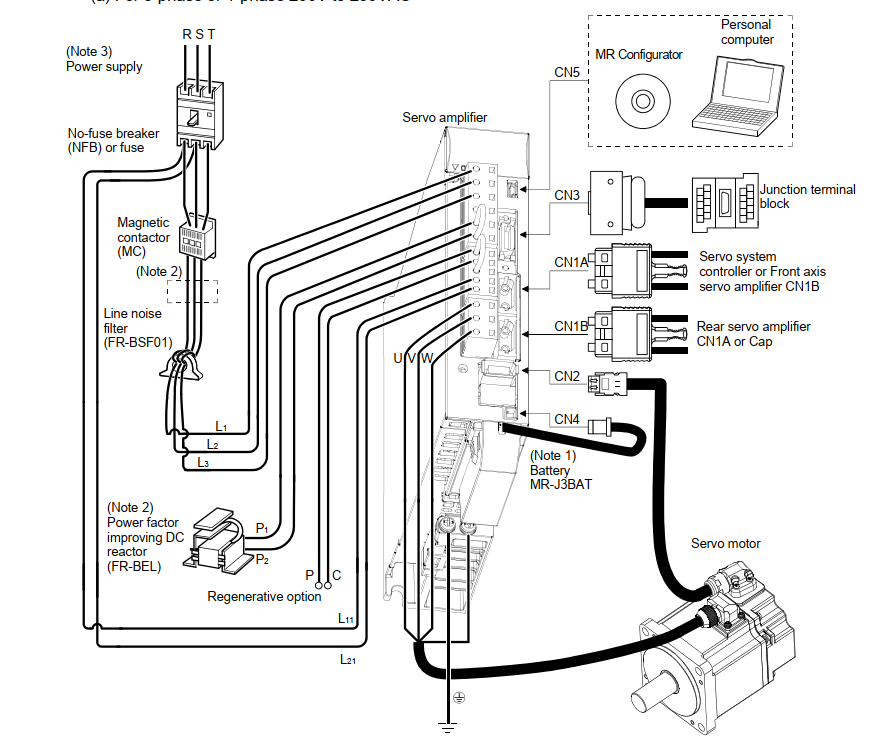 R S T
(Note 3)
Power supply
No-fuse breaker
(NFB) or fuse
Magnetic
contactor
(MC)
(Note 2)
Line noise
filter
(FR-BSF01)
L1
L2
L3
(Note 2)
Power factor
improving DC
reactor
(FR-BEL)
P1
P2
P C
Regenerative option
L11
L21
Servo amplifier
U V W
CN5
MR Configurator
Personal
computer
CN3
Junction terminal
block
CN1A
Servo system
controller or Front axis
servo amplifier CN1B
CN1B
Rear servo amplifier
CN1A or Cap
CN2
CN4
(Note 1)
Battery
MR-J3BAT
Servo motor